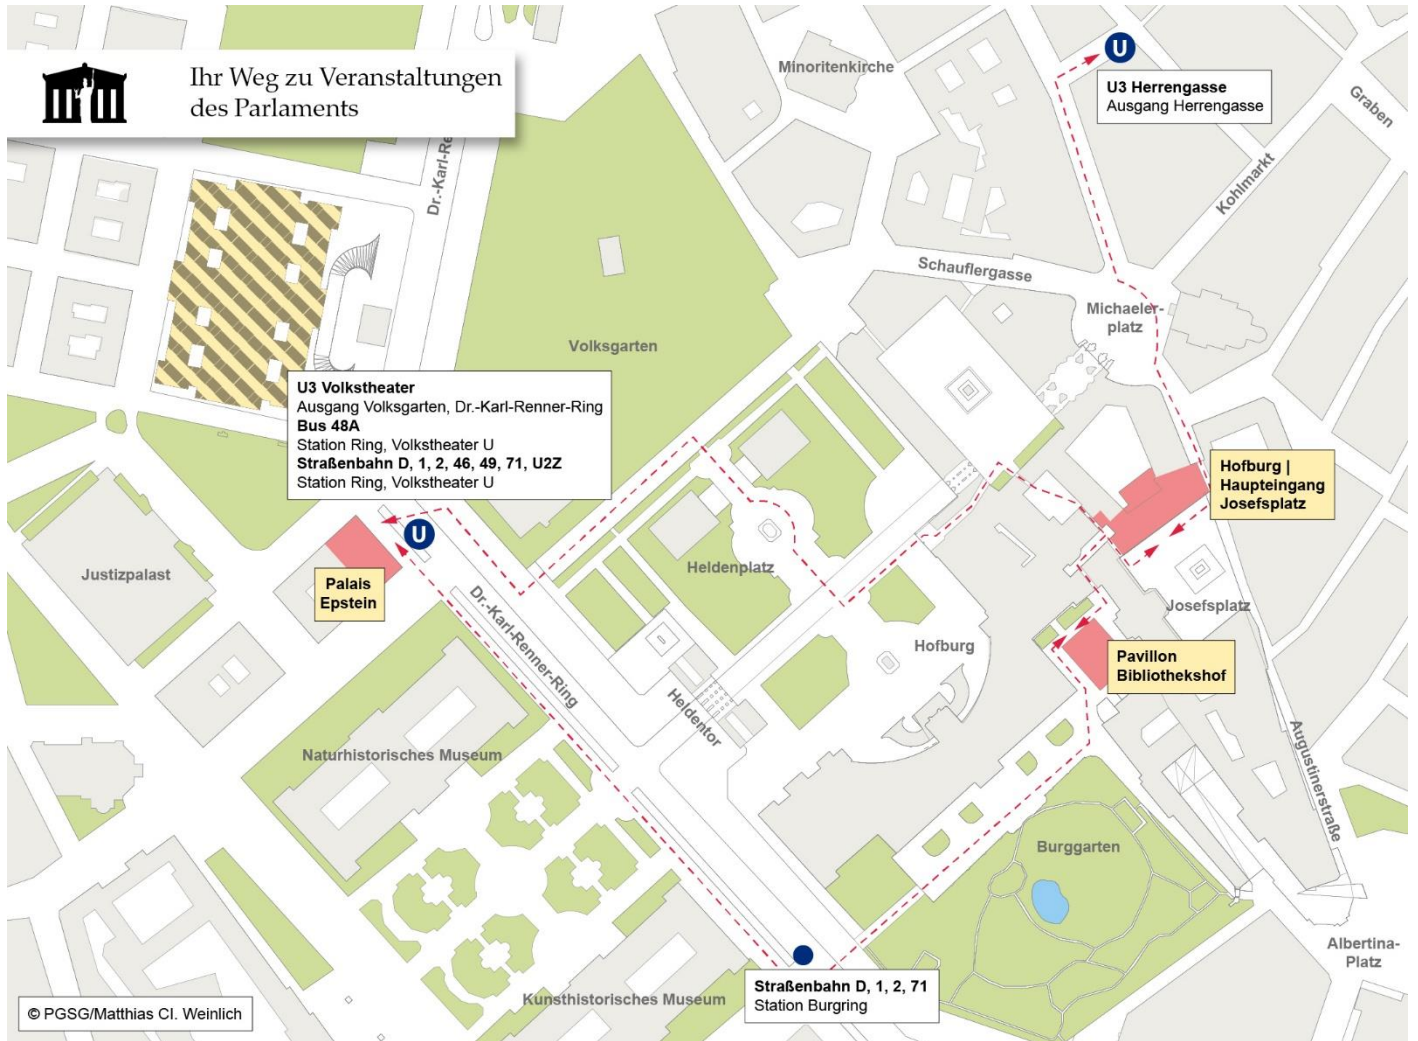 Ihr Weg zu Veranstaltungen
des Parlaments
Dr.-Karl-Re
Minoritenkirche
U
U3 Herrengasse
Ausgang Herrengasse
Graben
Kohlmarkt
Schauflergasse
Michaeler-
platz
Volksgarten
U3 Volkstheater
Ausgang Volksgarten, Dr.-Karl-Renner-Ring
Bus 48A
Station Ring, Volkstheater U
Straßenbahn D, 1, 2, 46, 49, 71, U2Z
Station Ring, Volkstheater U
Hofburg |
Haupteingang
Josefsplatz
U
Justizpalast
Palais
Epstein
Heldenplatz
Dr.-Karl-Renner-Ring
Josefsplatz
Hofburg
Pavillon
Bibliothekshof
Heldentor
Naturhistorisches Museum
Augustinerstraße
Burggarten
Albertina-
Platz
Straßenbahn D, 1, 2, 71
Station Burgring
Kunsthistorisches Museum
© PGSG/Matthias Cl. Weinlich